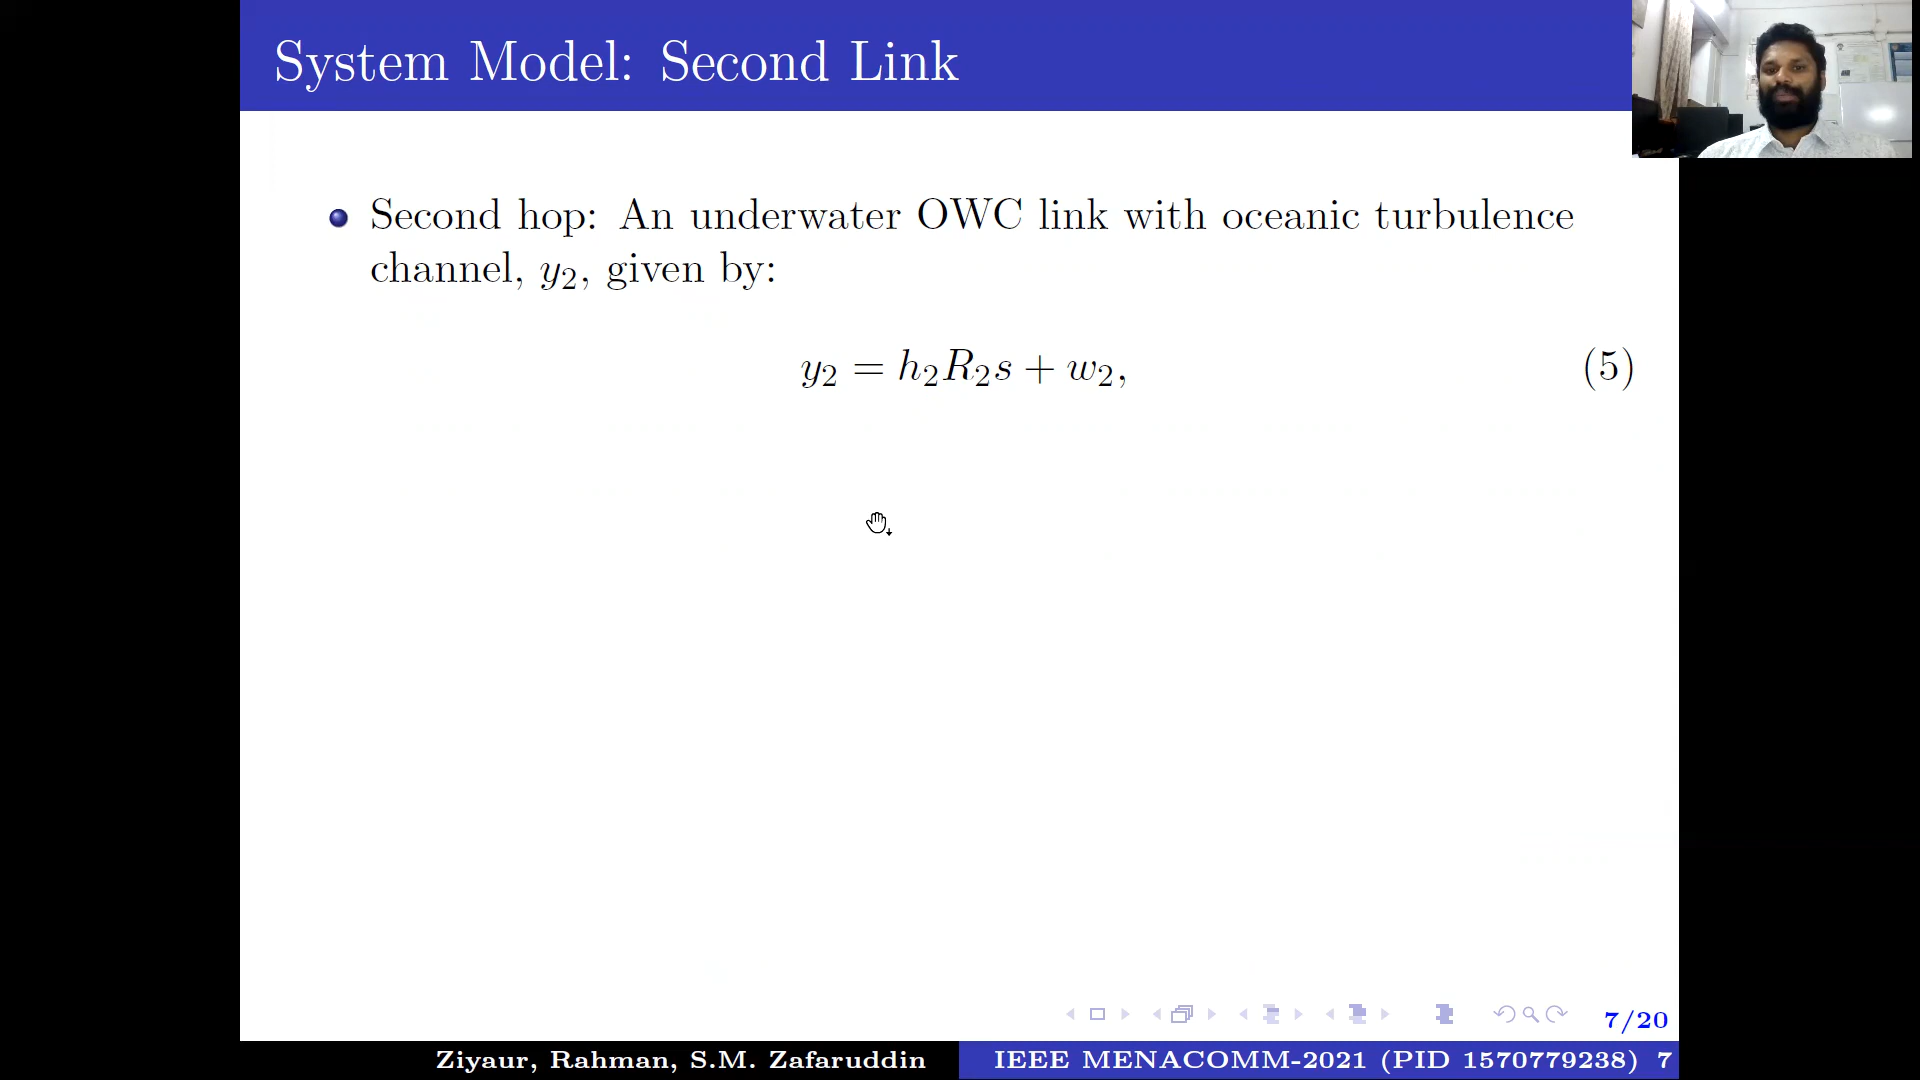 System Model: Second Link
Second hop: An underwater OWC link with oceanic turbulence
channel, y₂, given by:
y₂ = h₂R₂s + w₂, (5)
7/20
Ziyaur, Rahman, S.M. Zafaruddin IEEE MENACOMM-2021 (PID 1570779238) 7